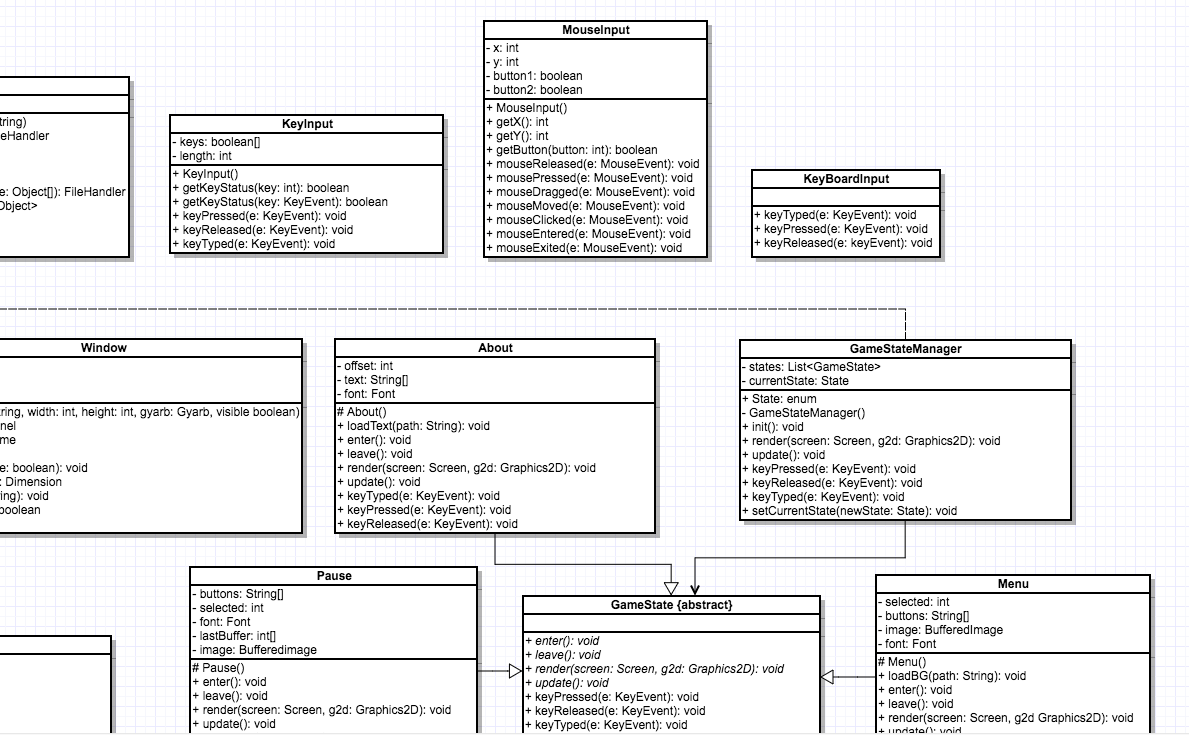 tring)
eHandler
e: Object[]): FileHandler
Object>
KeyInput
- keys: boolean[]
- length: int
+ KeyInput()
+ getKeyStatus(key: int): boolean
+ getKeyStatus(key: KeyEvent): boolean
+ keyPressed(e: KeyEvent): void
+ keyReleased(e: KeyEvent): void
+ keyTyped(e: KeyEvent): void
MouseInput
- x: int
- y: int
- button1: boolean
- button2: boolean
+ MouseInput()
+ getX(): int
+ getY(): int
+ getButton(button: int): boolean
+ mouseReleased(e: MouseEvent): void
+ mousePressed(e: MouseEvent): void
+ mouseDragged(e: MouseEvent): void
+ mouseMoved(e: MouseEvent): void
+ mouseClicked(e: MouseEvent): void
+ mouseEntered(e: MouseEvent): void
+ mouseExited(e: MouseEvent): void
KeyBoardInput
+ keyTyped(e: KeyEvent): void
+ keyPressed(e: KeyEvent): void
+ keyReleased(e: keyEvent): void
Window
ring, width: int, height: int, gyarb: Gyarb, visible boolean)
nel
me
e: boolean): void
: Dimension
ring): void
boolean
About
- offset: int
- text: String[]
- font: Font
# About()
+ loadText(path: String): void
+ enter(): void
+ leave(): void
+ render(screen: Screen, g2d: Graphics2D): void
+ update(): void
+ keyTyped(e: KeyEvent): void
+ keyPressed(e: KeyEvent): void
+ keyReleased(e: KeyEvent): void
GameStateManager
- states: List<GameState>
- currentState: State
+ State: enum
- GameStateManager()
+ init(): void
+ render(screen: Screen, g2d: Graphics2D): void
+ update(): void
+ keyPressed(e: KeyEvent): void
+ keyReleased(e: KeyEvent): void
+ keyTyped(e: KeyEvent): void
+ setCurrentState(newState: State): void
Pause
- buttons: String[]
- selected: int
- font: Font
- lastBuffer: int[]
- image: Bufferedimage
# Pause()
+ enter(): void
+ leave(): void
+ render(screen: Screen, g2d: Graphics2D): void
+ update(): void
GameState {abstract}
+ enter(): void
+ leave(): void
+ render(screen: Screen, g2d: Graphics2D): void
+ update(): void
+ keyPressed(e: KeyEvent): void
+ keyReleased(e: KeyEvent): void
+ keyTyped(e: KeyEvent): void
Menu
- selected: int
- buttons: String[]
- image: BufferedImage
- font: Font
# Menu()
+ loadBG(path: String): void
+ enter(): void
+ leave(): void
+ render(screen: Screen, g2d Graphics2D): void
+ update(): void